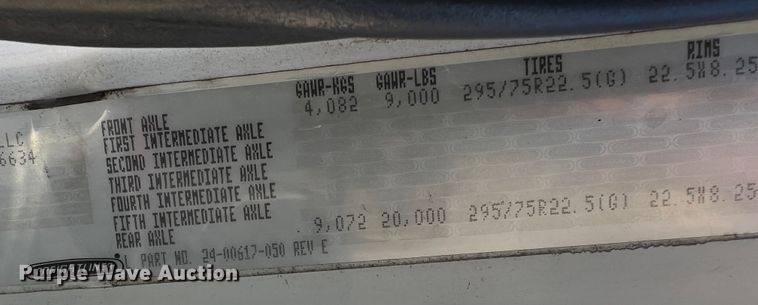 GAWR-KGS GAWR-LBS TIRES RIMS
FRONT AXLE 4,082 9,000 295/75R22.5(G) 22.5X8.25
FIRST INTERMEDIATE AXLE
SECOND INTERMEDIATE AXLE
THIRD INTERMEDIATE AXLE
FOURTH INTERMEDIATE AXLE
FIFTH INTERMEDIATE AXLE
REAR AXLE 9,072 20,000 295/75R22.5(G) 22.5X8.25
LLC
6634
PART NO. 24-00617-050 REV E
Purple Wave Auction